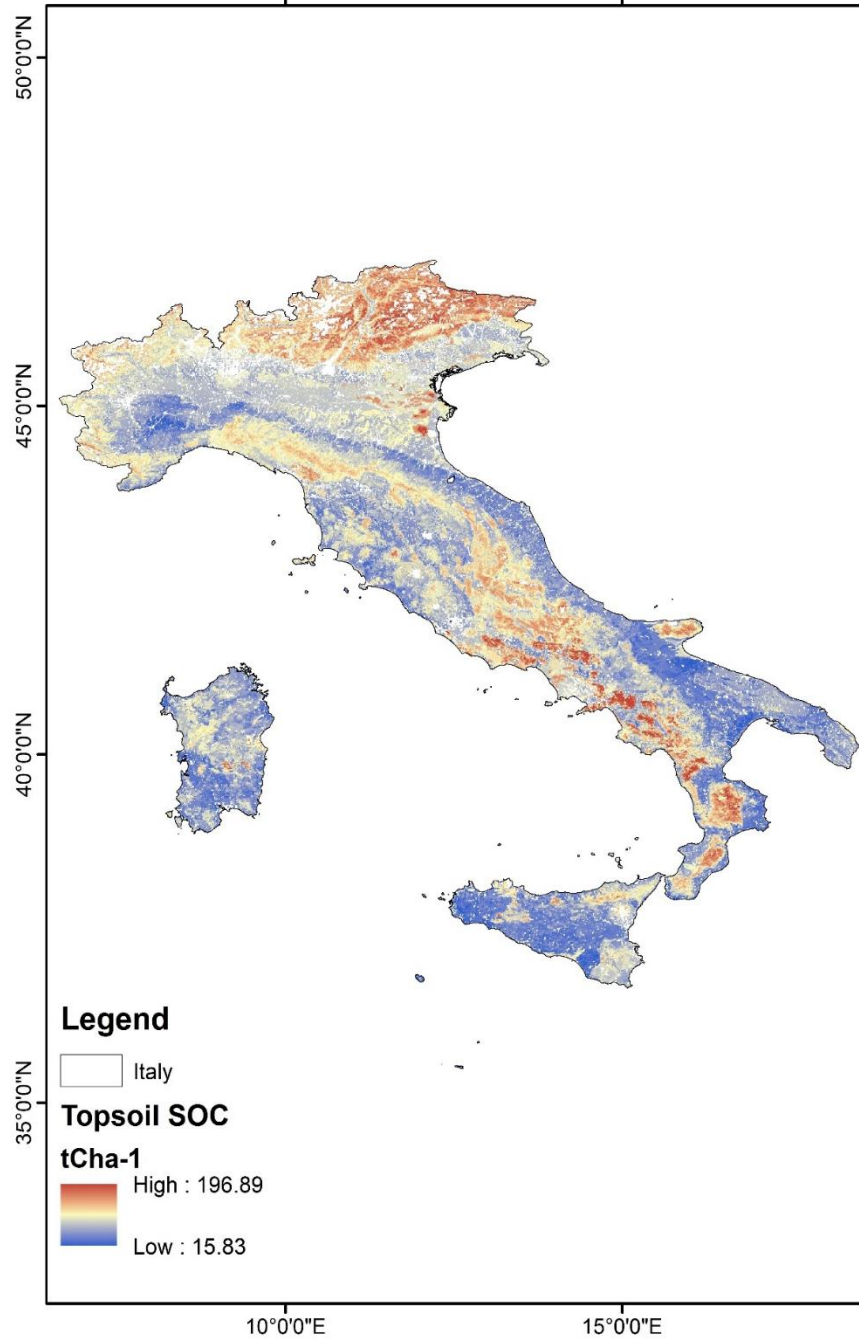 50°0'0"N
45°0'0"N
40°0'0"N
35°0'0"N
Legend
Italy
Topsoil SOC
tCha-1
High : 196.89
Low : 15.83
10°0'0"E
15°0'0"E